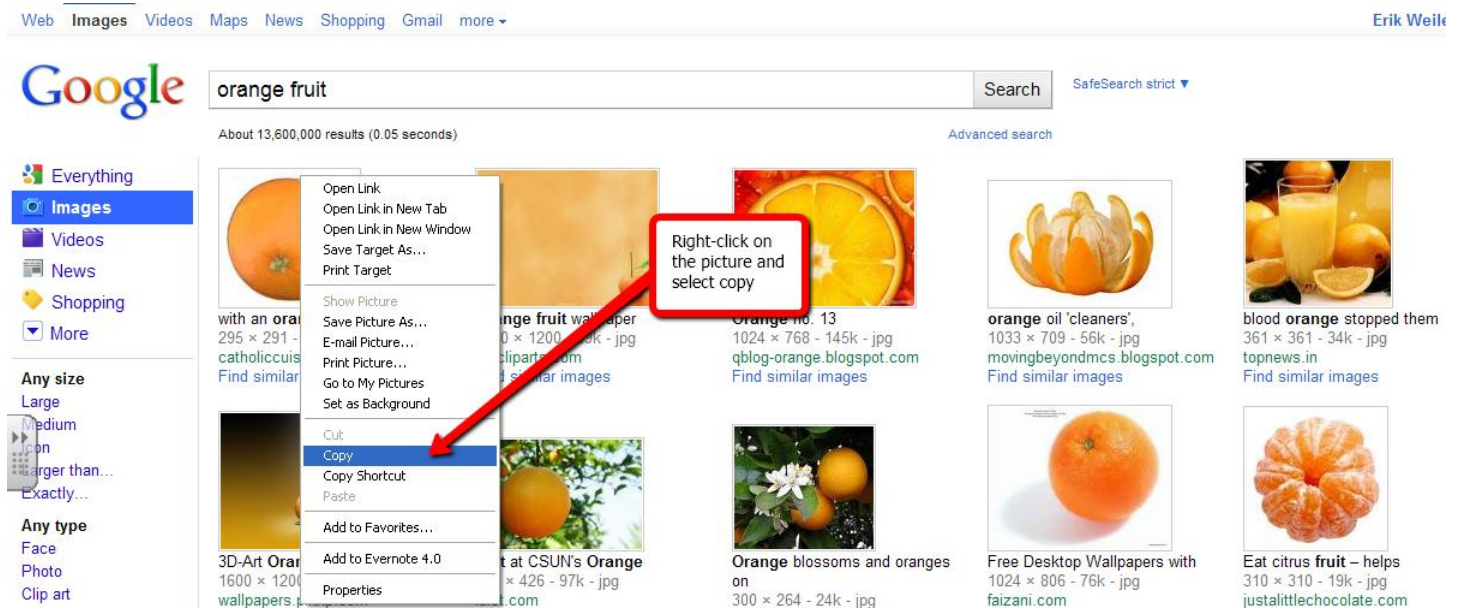 Web Images Videos Maps News Shopping Gmail more
Erik Weile
Google
orange fruit
Search
SafeSearch strict ▼
About 13,600,000 results (0.05 seconds)
Advanced search
Everything
Images
Videos
News
Shopping
More
Any size
Large
Medium
Icon
Larger than...
Exactly...
Any type
Face
Photo
Clip art
Open Link
Open Link in New Tab
Open Link in New Window
Save Target As...
Print Target
Show Picture
Save Picture As...
E-mail Picture...
Print Picture...
Go to My Pictures
Set as Background
Cut
Copy
Copy Shortcut
Paste
Add to Favorites...
Add to Evernote 4.0
Properties
Right-click on
the picture and
select copy
with an
295 × 291 -
Find similar
fruit wallpaper
× 1200 - jpg
similar images
Orange no. 13
1024 × 768 - 145k - jpg
qblog-orange.blogspot.com
Find similar images
orange oil 'cleaners',
1033 × 709 - 56k - jpg
movingbeyondmcs.blogspot.com
Find similar images
blood orange stopped them
361 × 361 - 34k - jpg
topnews.in
Find similar images
3D-Art
1600 × 1200
at CSUN's Orange
× 426 - 97k - jpg
Orange blossoms and oranges
on
300 × 264 - 24k - jpg
Free Desktop Wallpapers with
1024 × 806 - 76k - jpg
faizani.com
Eat citrus fruit – helps
310 × 310 - 19k - jpg
justalittlechocolate.com